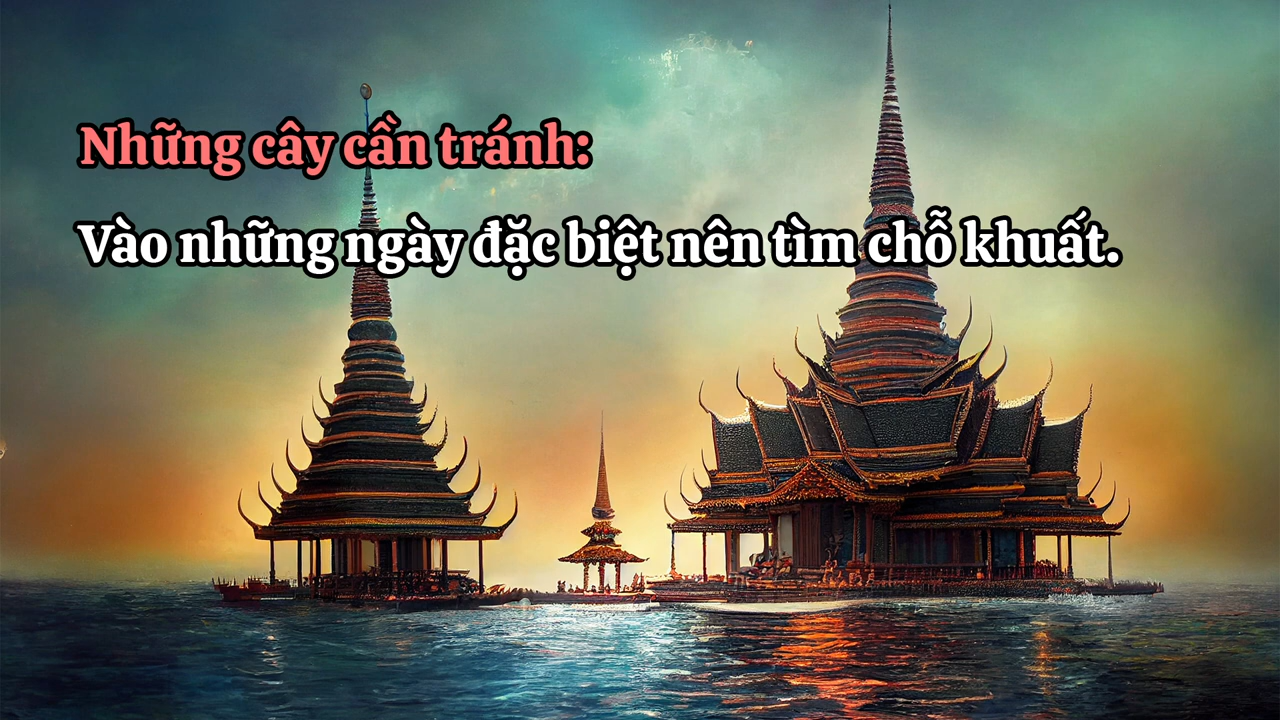 Những cây cần tránh:
Vào những ngày đặc biệt nên tìm chỗ khuất.